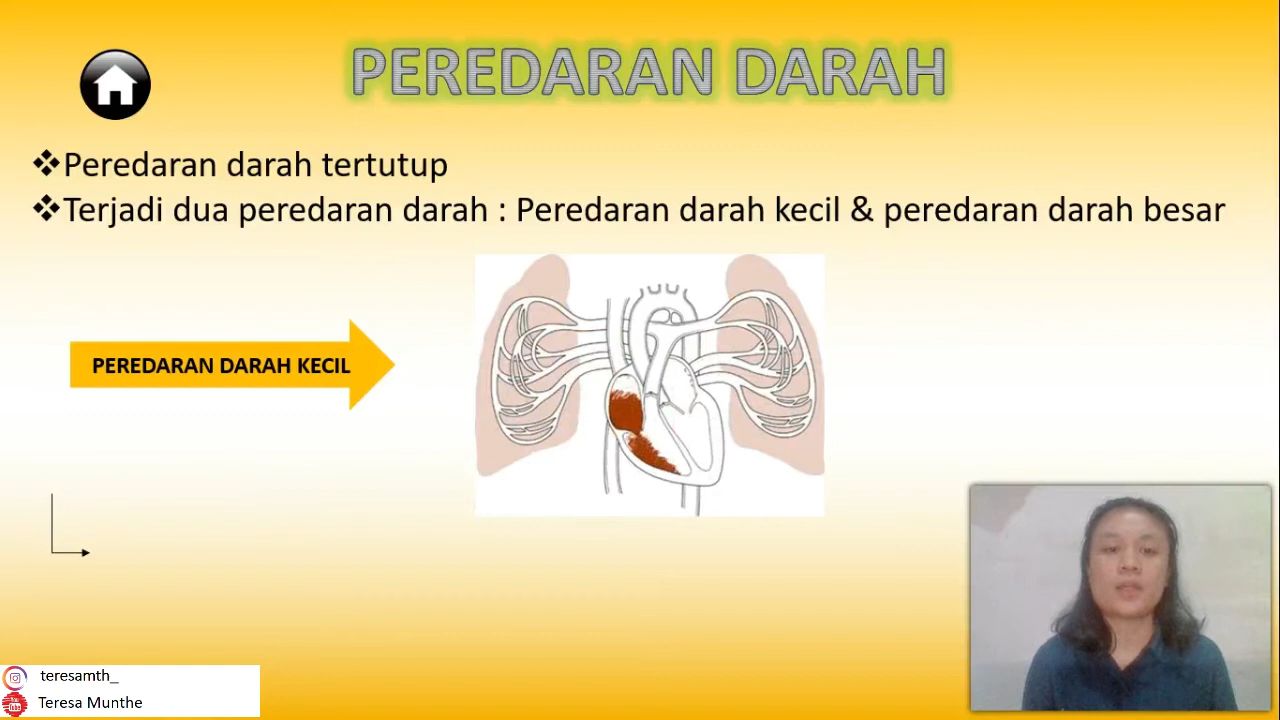 PEREDARAN DARAH
Peredaran darah tertutup
Terjadi dua peredaran darah : Peredaran darah kecil & peredaran darah besar
PEREDARAN DARAH KECIL
teresamth_
Teresa Munthe